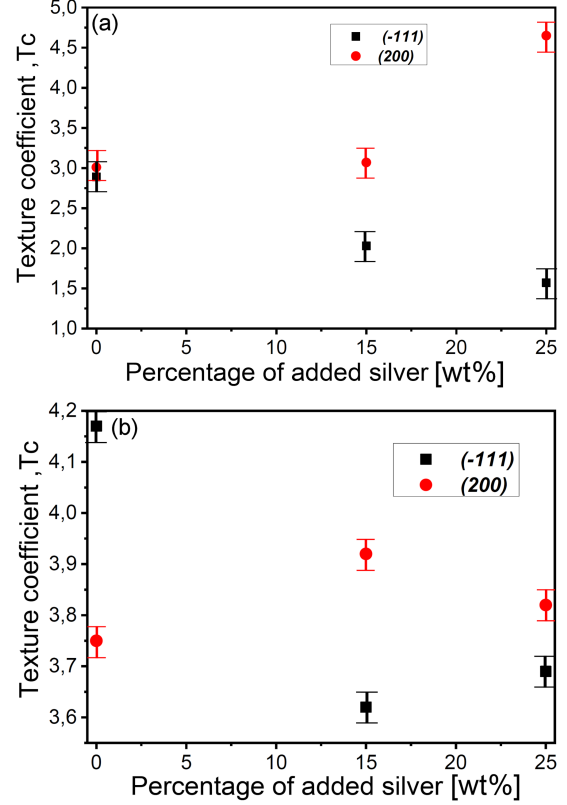 (a)
(-111)
(200)
Texture coefficient ,Tc
5,0
4,5
4,0
3,5
3,0
2,5
2,0
1,5
1,0
0 5 10 15 20 25
Percentage of added silver [wt%]
(b)
(-111)
(200)
Texture coefficient ,Tc
4,2
4,1
4,0
3,9
3,8
3,7
3,6
0 5 10 15 20 25
Percentage of added silver [wt%]